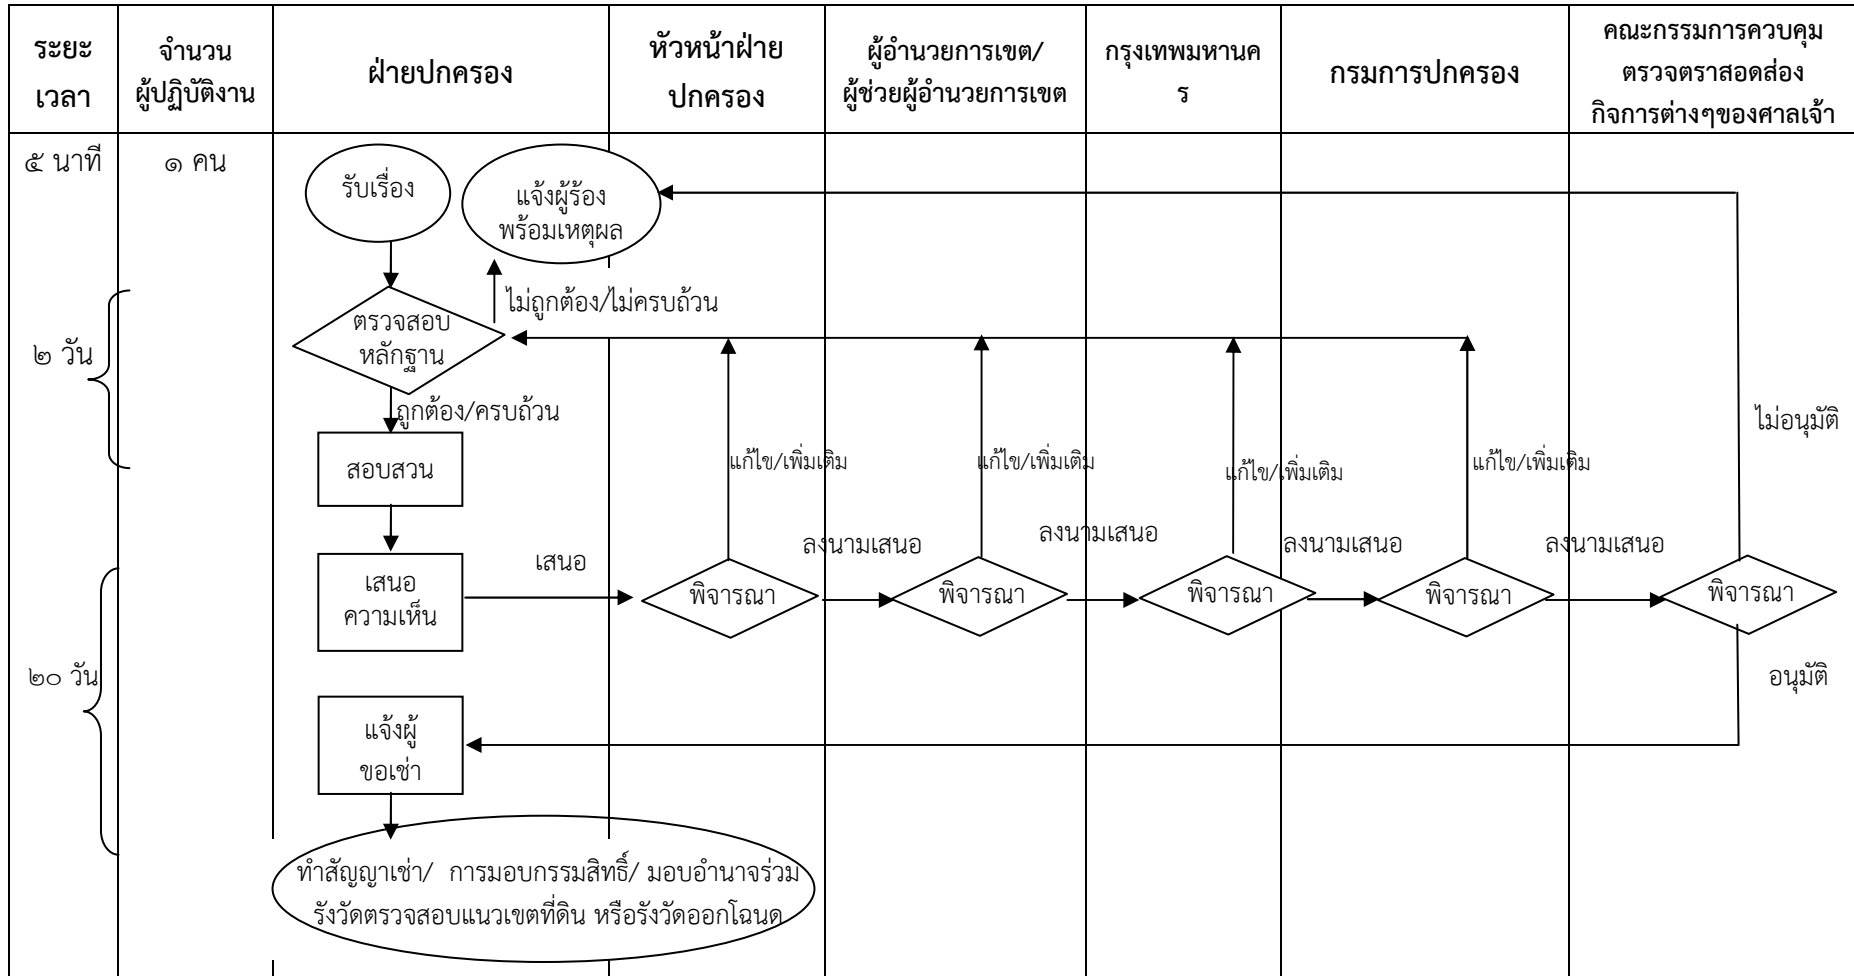 ระยะ
เวลา
จำนวน
ผู้ปฏิบัติงาน
ฝ่ายปกครอง
หัวหน้าฝ่าย
ปกครอง
ผู้อำนวยการเขต/
ผู้ช่วยผู้อำนวยการเขต
กรุงเทพมหานค
ร
กรมการปกครอง
คณะกรรมการควบคุม
ตรวจตราสอดส่อง
กิจการต่างๆของศาลเจ้า
๕ นาที
๑ คน
รับเรื่อง
แจ้งผู้ร้อง
พร้อมเหตุผล
ไม่ถูกต้อง/ไม่ครบถ้วน
๒ วัน
ตรวจสอบ
หลักฐาน
ถูกต้อง/ครบถ้วน
ไม่อนุมัติ
สอบสวน
แก้ไข/เพิ่มเติม
แก้ไข/เพิ่มเติม
แก้ไข/เพิ่มเติม
แก้ไข/เพิ่มเติม
เสนอ
ลงนามเสนอ
ลงนามเสนอ
ลงนามเสนอ
ลงนามเสนอ
เสนอ
ความเห็น
พิจารณา
พิจารณา
พิจารณา
พิจารณา
พิจารณา
๒๐ วัน
อนุมัติ
แจ้งผู้
ขอเช่า
ทำสัญญาเช่า/ การมอบกรรมสิทธิ์/ มอบอำนาจร่วม
รังวัดตรวจสอบแนวเขตที่ดิน หรือรังวัดออกโฉนด